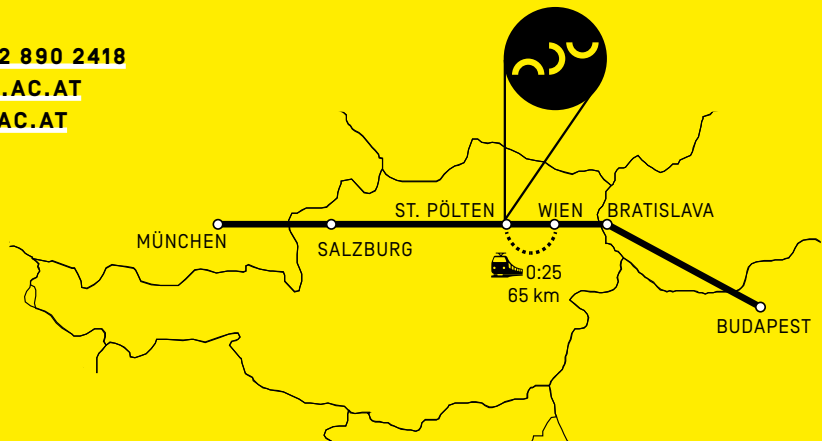 2 890 2418
.AC.AT
AC.AT
ST. PÖLTEN WIEN BRATISLAVA
MÜNCHEN
SALZBURG
0:25
65 km
BUDAPEST